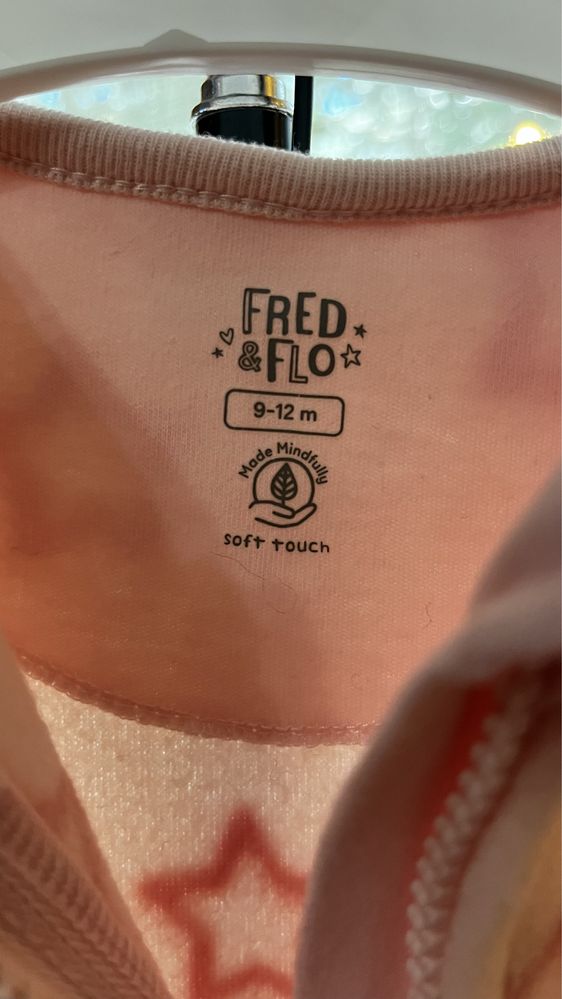 FRED
&FLO
9-12 m
Made Mindfully
soft touch